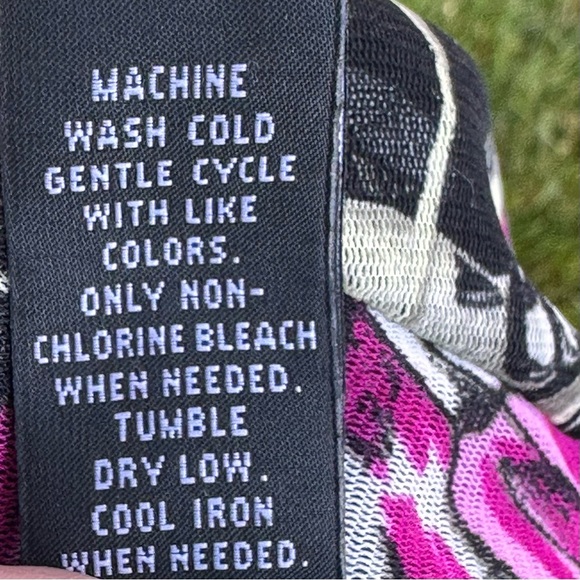 MACHINE
WASH COLD
GENTLE CYCLE
WITH LIKE
COLORS.
ONLY NON-
CHLORINE BLEACH
WHEN NEEDED.
TUMBLE
DRY LOW.
COOL IRON
WHEN NEEDED.